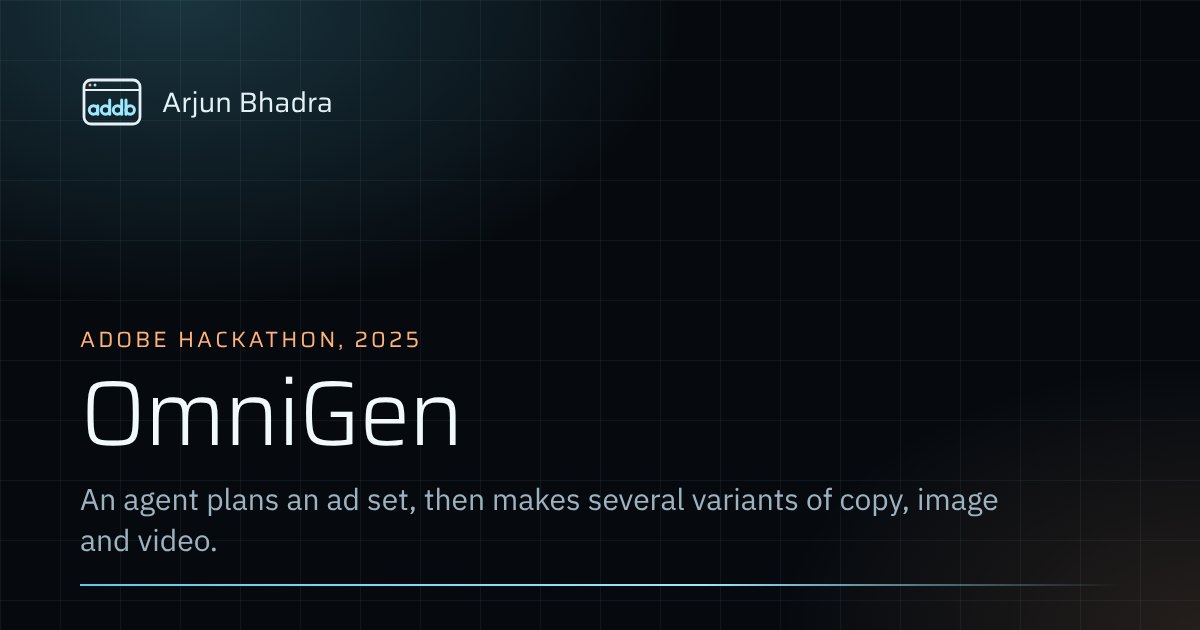 addb
Arjun Bhadra
ADOBE HACKATHON, 2025
OmniGen
An agent plans an ad set, then makes several variants of copy, image
and video.